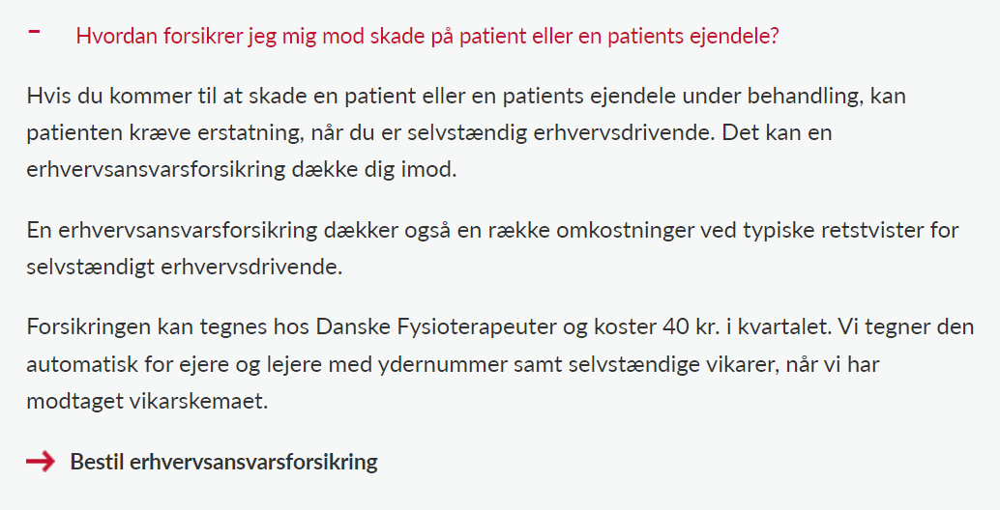 Hvordan forsikrer jeg mig mod skade på patient eller en patients ejendele?
Hvis du kommer til at skade en patient eller en patients ejendele under behandling, kan
patienten kræve erstatning, når du er selvstændig erhvervsdrivende. Det kan en
erhvervsansvarsforsikring dække dig imod.
En erhvervsansvarsforsikring dækker også en række omkostninger ved typiske retstvister for
selvstændigt erhvervsdrivende.
Forsikringen kan tegnes hos Danske Fysioterapeuter og koster 40 kr. i kvartalet. Vi tegner den
automatisk for ejere og lejere med ydernummer samt selvstændige vikarer, når vi har
modtaget vikarskemaet.
Bestil erhvervsansvarsforsikring